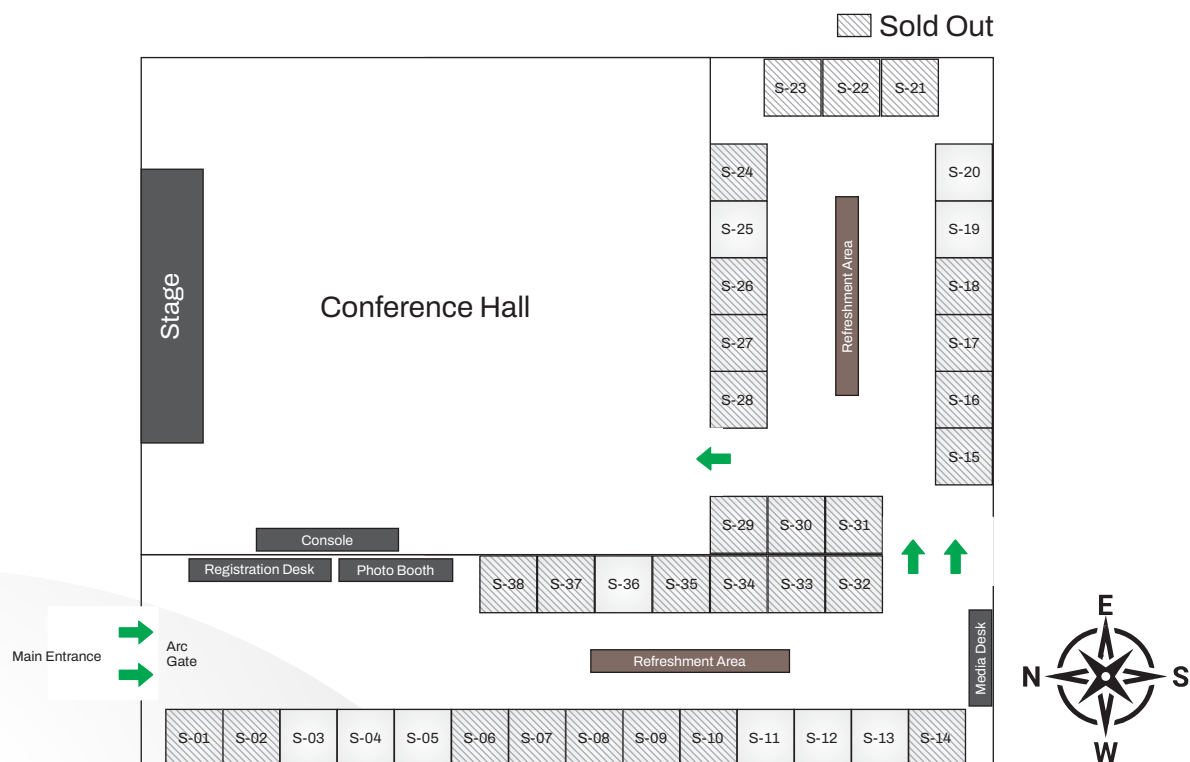 Sold Out
S-23
S-22
S-21
S-24
S-20
S-25
S-19
S-26
S-18
S-27
S-17
S-28
S-16
S-15
Refreshment Area
Stage
Conference Hall
S-29
S-30
S-31
Console
Registration Desk
Photo Booth
S-38
S-37
S-36
S-35
S-34
S-33
S-32
Main Entrance
Arc
Gate
Refreshment Area
Media Desk
E
N
S
W
S-01
S-02
S-03
S-04
S-05
S-06
S-07
S-08
S-09
S-10
S-11
S-12
S-13
S-14